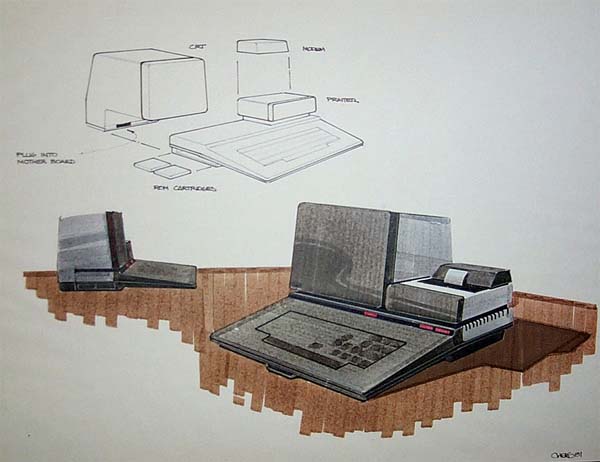 CRT
MODEM
PRINTER
PLUG INTO
MOTHER BOARD
ROM CARTRIDGES